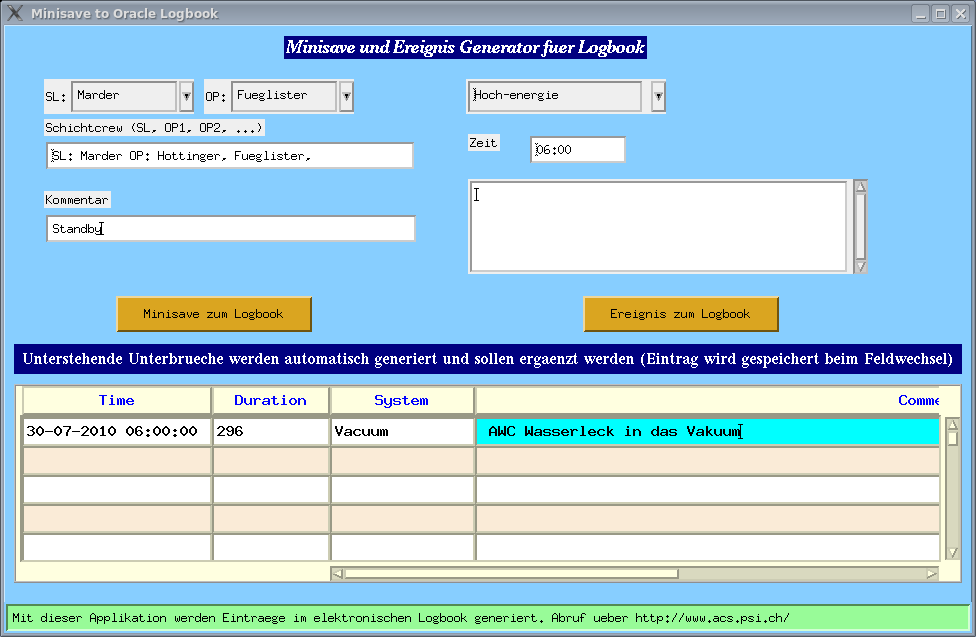 Minisave to Oracle Logbook
Minisave und Ereignis Generator fuer Logbook
SL: Marder OP: Fueglister
Hoch-energie
Schichtcrew (SL, OP1, OP2, ...)
SL: Marder OP: Hottinger, Fueglister,
Zeit 06:00
Kommentar
Standby
Minisave zum Logbook
Ereignis zum Logbook
Unterstehende Unterbrueche werden automatisch generiert und sollen ergaenzt werden (Eintrag wird gespeichert beim Feldwechsel)
Time Duration System Comme
30-07-2010 06:00:00 296 Vacuum AWC Wasserleck in das Vakuum
Mit dieser Applikation werden Eintraege im elektronischen Logbook generiert. Abruf ueber http://www.acs.psi.ch/